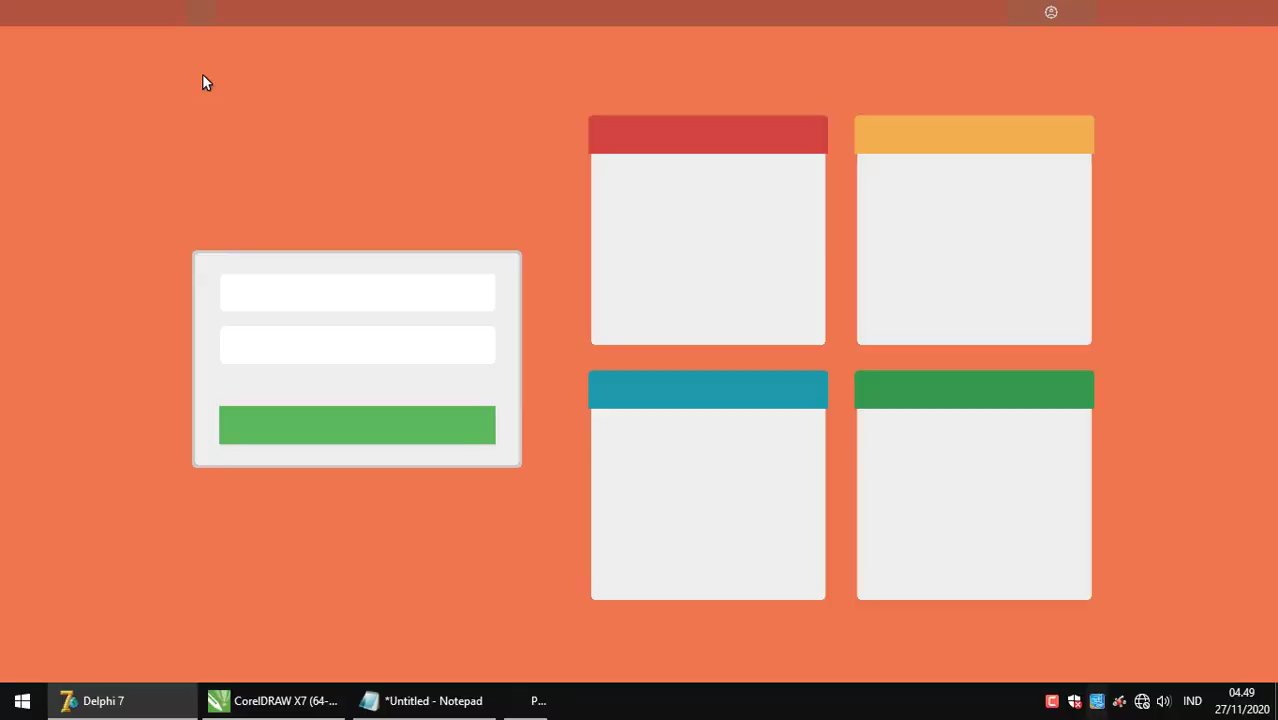 Delphi 7
CorelDRAW X7 (64-...
*Untitled - Notepad
P...
IND
04.49
27/11/2020